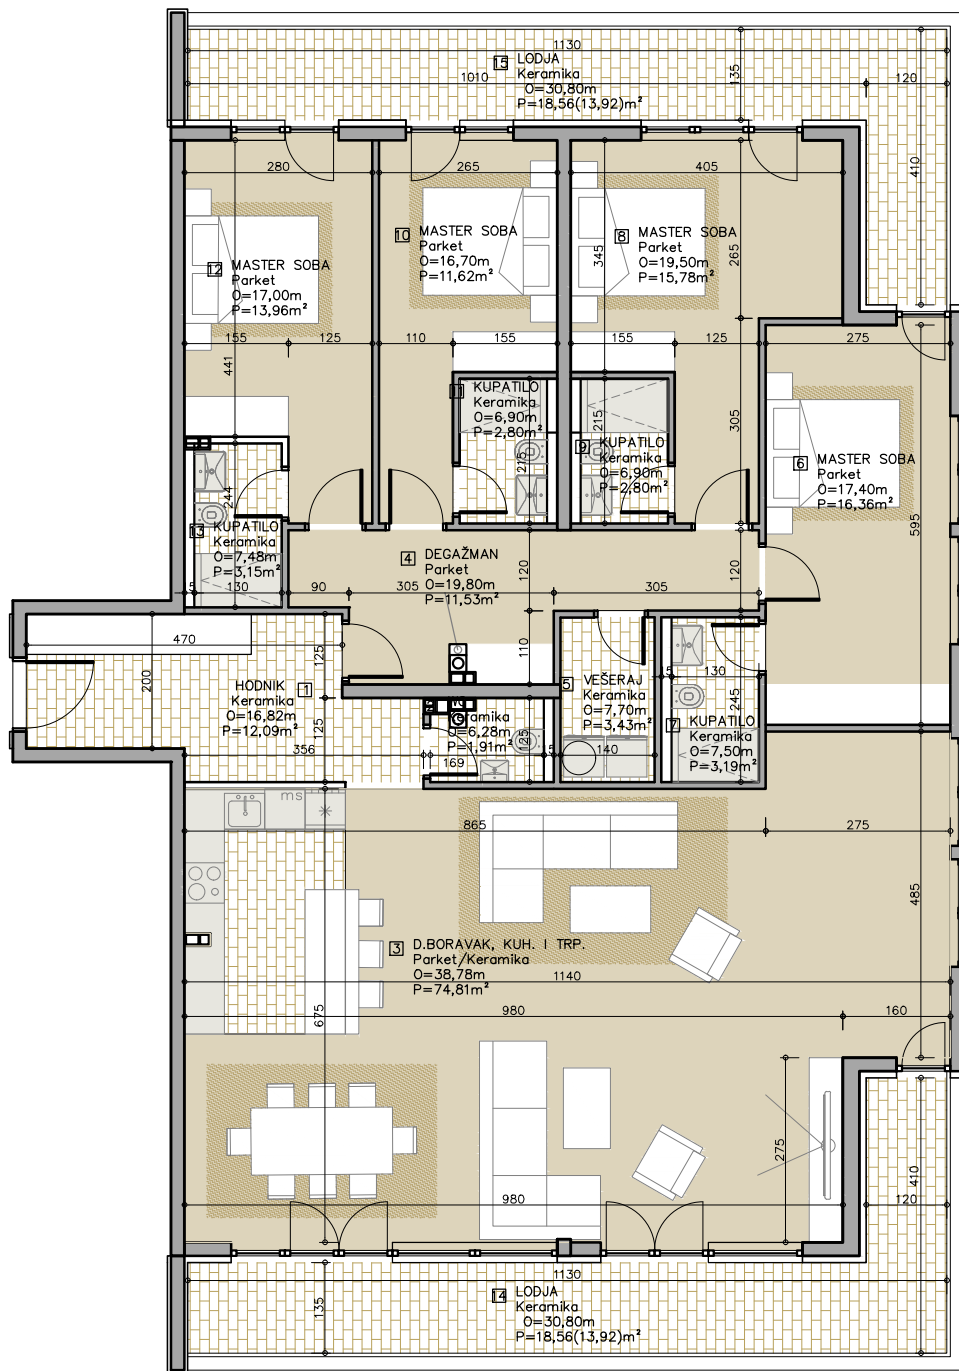 1130
15 LODJA
Keramika
O=30,80m
P=18,56(13,92)m²
1010
135
120
410
280
265
405
12 MASTER SOBA
Parket
O=17,00m
P=13,96m²
10 MASTER SOBA
Parket
O=16,70m
P=11,62m²
345
8 MASTER SOBA
Parket
O=19,50m
P=15,78m²
265
155
125
110
155
155
125
275
441
11 KUPATILO
Keramika
O=6,90m
P=2,80m²
215
215
9 KUPATILO
Keramika
O=6,90m
P=2,80m²
305
6 MASTER SOBA
Parket
O=17,40m
P=16,36m²
595
244
13 KUPATILO
Keramika
O=7,48m
P=3,15m²
4 DEGAŽMAN
Parket
O=19,80m
P=11,53m²
120
120
5
130
90
305
305
110
470
125
200
HODNIK 1
Keramika
O=16,82m
P=12,09m²
125
356
Keramika
O=6,28m
P=1,91m²
125
169
5
5 VEŠERAJ
Keramika
O=7,70m
P=3,43m²
140
5
130
245
7 KUPATILO
Keramika
O=7,50m
P=3,19m²
ms
865
275
485
3 D.BORAVAK, KUH. I TRP.
Parket/Keramika
O=38,78m
P=74,81m²
1140
675
980
160
275
980
410
120
1130
135
14 LODJA
Keramika
O=30,80m
P=18,56(13,92)m²